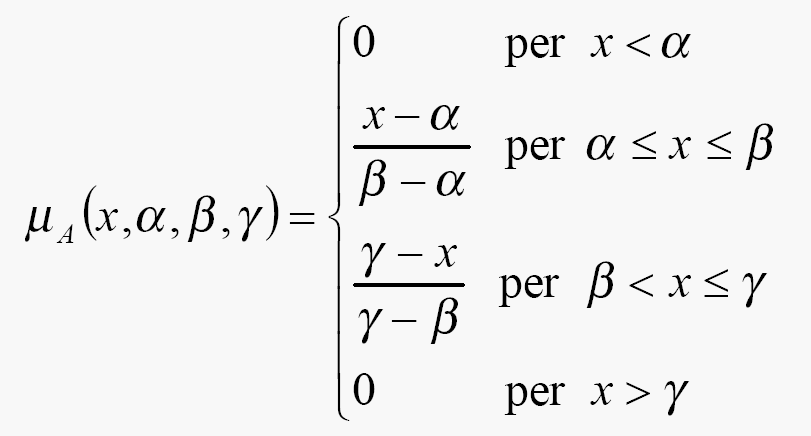 0 per x < α
x − α / β − α per α ≤ x ≤ β
μ_A(x,α,β,γ) =
γ − x / γ − β per β < x ≤ γ
0 per x > γ